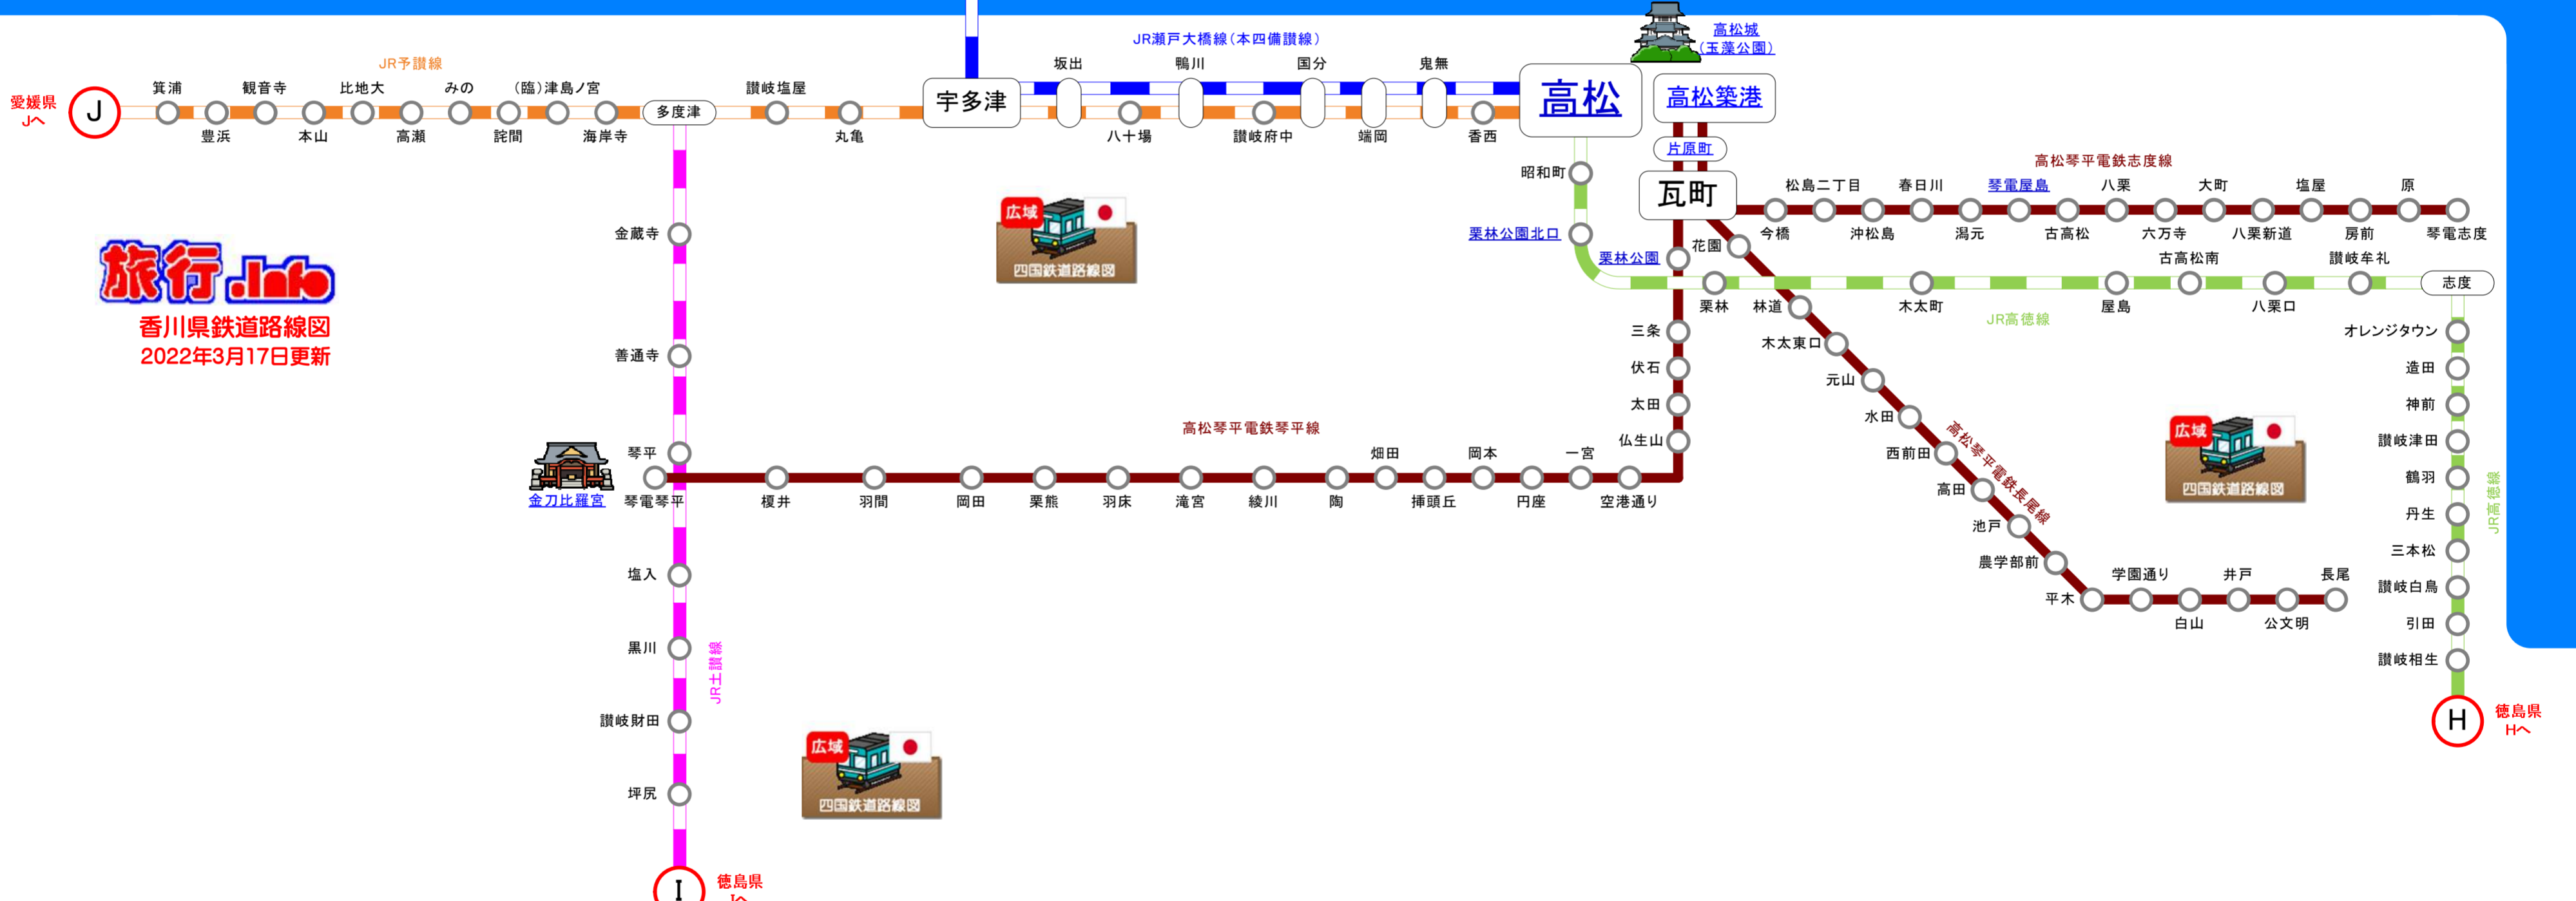 高松城
(玉藻公園)
JR瀬戸大橋線(本四備讃線)
JR予讃線
愛媛県
Jへ
J
箕浦
豊浜
観音寺
本山
比地大
高瀬
みの
詫間
(臨)津島ノ宮
海岸寺
多度津
讃岐塩屋
丸亀
宇多津
坂出
八十場
鴨川
讃岐府中
国分
端岡
鬼無
香西
高松
高松築港
片原町
瓦町
昭和町
栗林公園北口
栗林公園
高松琴平電鉄志度線
今橋
松島二丁目
沖松島
春日川
潟元
琴電屋島
古高松
八栗
六万寺
大町
八栗新道
塩屋
房前
原
琴電志度
花園
栗林
林道
木太町
JR高徳線
屋島
古高松南
八栗口
讃岐牟礼
志度
旅行.Info
香川県鉄道路線図
2022年3月17日更新
広域
四国鉄道路線図
金蔵寺
善通寺
琴平
琴電琴平
金刀比羅宮
高松琴平電鉄琴平線
榎井
羽間
岡田
栗熊
羽床
滝宮
綾川
陶
畑田
挿頭丘
岡本
円座
一宮
空港通り
三条
伏石
太田
仏生山
木太東口
元山
水田
西前田
高田
池戸
農学部前
平木
高松琴平電鉄長尾線
学園通り
白山
井戸
公文明
長尾
広域
四国鉄道路線図
オレンジタウン
造田
神前
讃岐津田
鶴羽
丹生
三本松
讃岐白鳥
引田
讃岐相生
JR高徳線
H
徳島県
Hへ
塩入
黒川
讃岐財田
坪尻
JR土讃線
広域
四国鉄道路線図
I
徳島県
Iへ